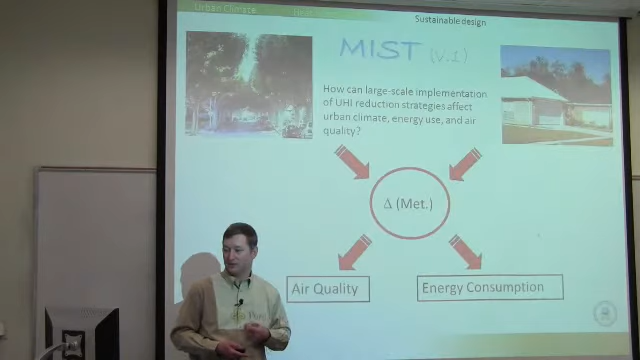 Urban Climate
Sustainable design
MIST (v.1)
How can large-scale implementation
of UHI reduction strategies affect
urban climate, energy use, and air
quality?
Δ (Met.)
Air Quality
Energy Consumption